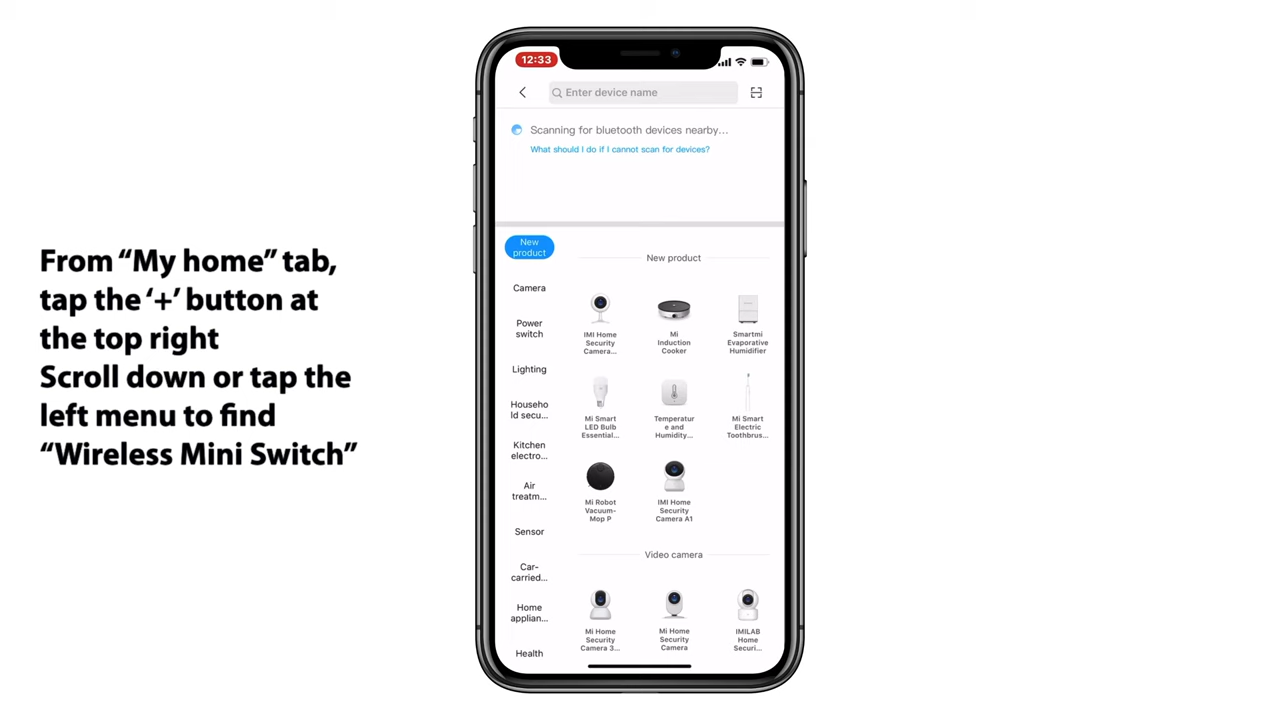 From “My home” tab,
tap the ‘+’ button at
the top right
Scroll down or tap the
left menu to find
“Wireless Mini Switch”
12:33
Enter device name
Scanning for bluetooth devices nearby...
What should I do if I cannot scan for devices?
New
product
Camera
Power
switch
Lighting
Househo
ld secu...
Kitchen
electro...
Air
treatm...
Sensor
Car-
carried...
Home
applian...
Health
New product
IMI Home
Security
Camera...
Mi
Induction
Cooker
Smartmi
Evaporative
Humidifier
Mi Smart
LED Bulb
Essential...
Temperatur
e and
Humidity...
Mi Smart
Electric
Toothbrus...
Mi Robot
Vacuum-
Mop P
IMI Home
Security
Camera A1
Video camera
Mi Home
Security
Camera 3...
Mi Home
Security
Camera
IMILAB
Home
Securi...